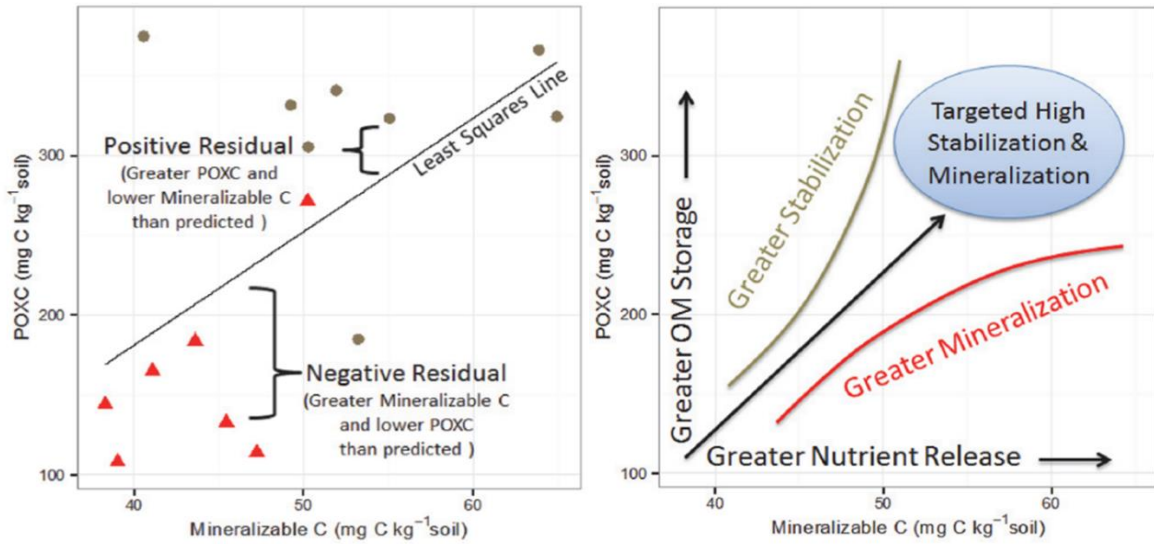 POXC (mg C kg⁻¹soil)
300
200
100
Positive Residual
(Greater POXC and
lower Mineralizable C
than predicted )
Least Squares Line
Negative Residual
(Greater Mineralizable C
and lower POXC
than predicted )
40
50
60
Mineralizable C (mg C kg⁻¹soil)
POXC (mg C kg⁻¹soil)
300
200
100
Greater OM Storage
Greater Stabilization
Targeted High
Stabilization &
Mineralization
Greater Mineralization
Greater Nutrient Release
40
50
60
Mineralizable C (mg C kg⁻¹soil)